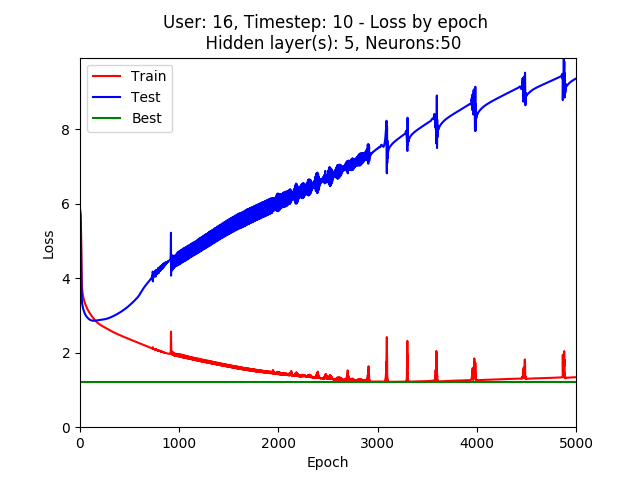 User: 16, Timestep: 10 - Loss by epoch
Hidden layer(s): 5, Neurons:50
Train
Test
Best
Loss
8
6
4
2
0
0 1000 2000 3000 4000 5000
Epoch